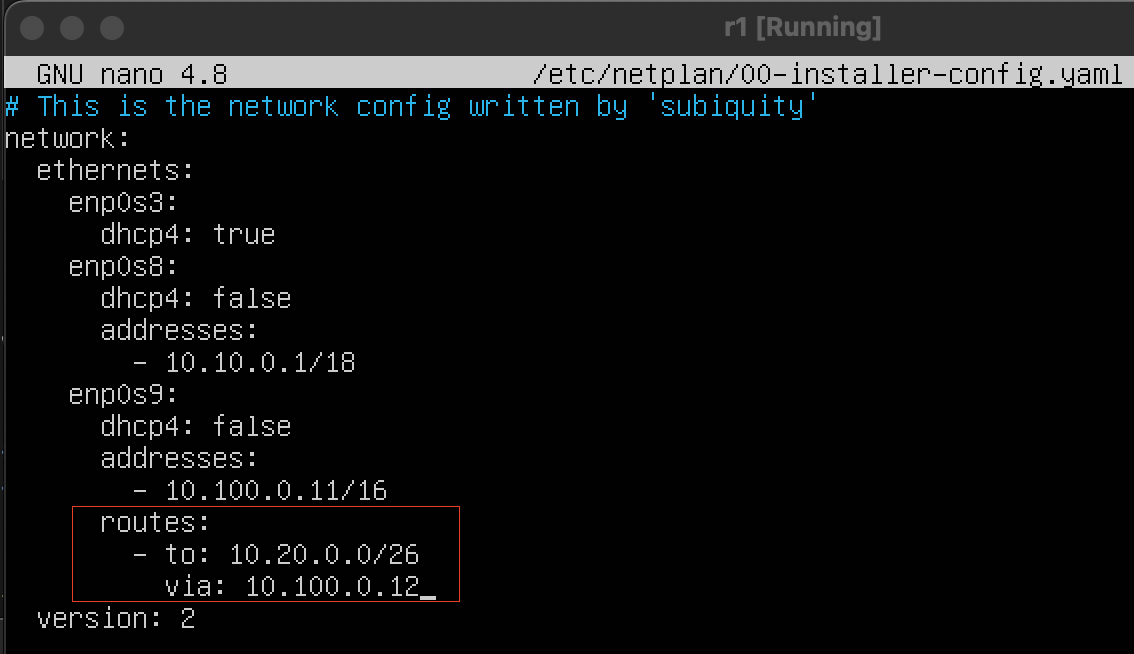 r1 [Running]
GNU nano 4.8 /etc/netplan/00-installer-config.yaml
# This is the network config written by 'subiquity'
network:
  ethernets:
    enp0s3:
      dhcp4: true
    enp0s8:
      dhcp4: false
      addresses:
        - 10.10.0.1/18
    enp0s9:
      dhcp4: false
      addresses:
        - 10.100.0.11/16
      routes:
        - to: 10.20.0.0/26
          via: 10.100.0.12_
  version: 2